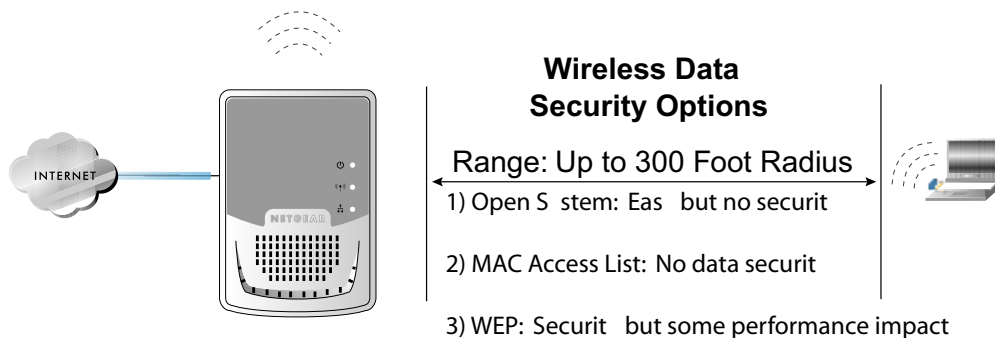 Wireless Data
Security Options
INTERNET
Range: Up to 300 Foot Radius
1) Open S stem: Eas but no securit
NETGEAR
2) MAC Access List: No data securit
3) WEP: Securit but some performance impact